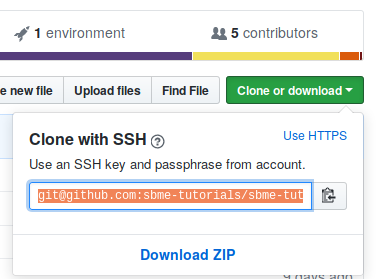 1 environment 5 contributors
new file Upload files Find File Clone or download
Clone with SSH ? Use HTTPS
Use an SSH key and passphrase from account.
git@github.com:sbme-tutorials/sbme-tut
Download ZIP
9 days ago